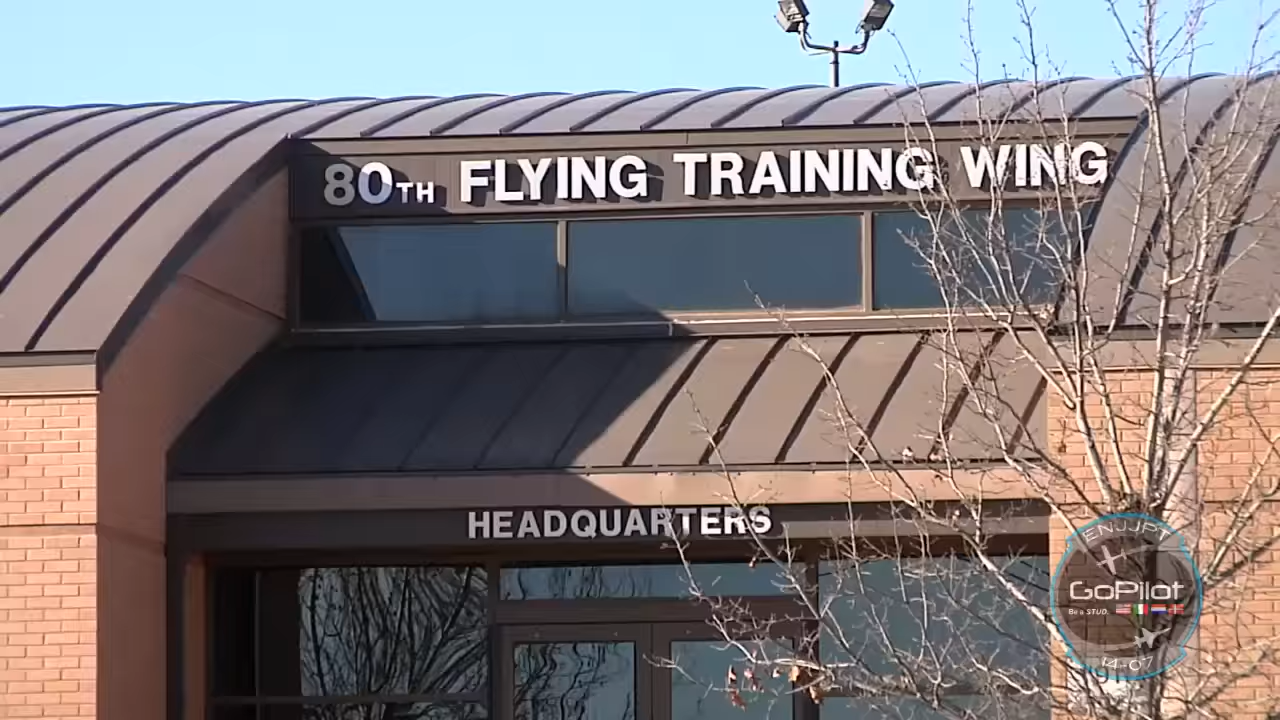 80TH FLYING TRAINING WING
HEADQUARTERS
ENJJPT
GoPilot
Be a STUD.
14-07